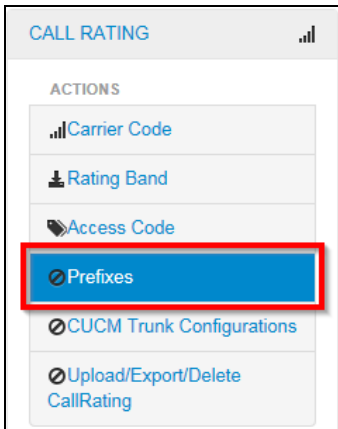 CALL RATING
ACTIONS
Carrier Code
Rating Band
Access Code
Prefixes
CUCM Trunk Configurations
Upload/Export/Delete
CallRating